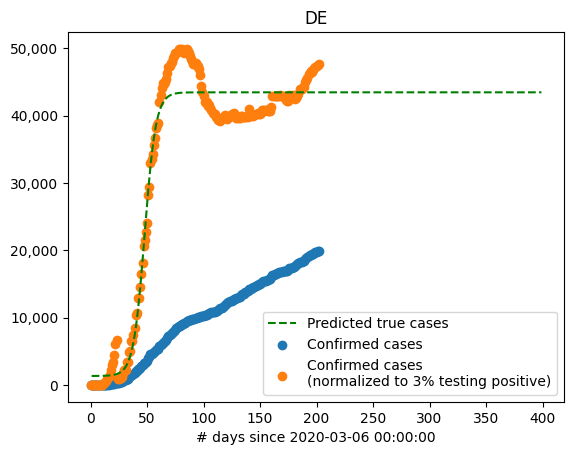 DE
50,000
40,000
30,000
20,000
10,000
0
Predicted true cases
Confirmed cases
Confirmed cases
(normalized to 3% testing positive)
0 50 100 150 200 250 300 350 400
# days since 2020-03-06 00:00:00